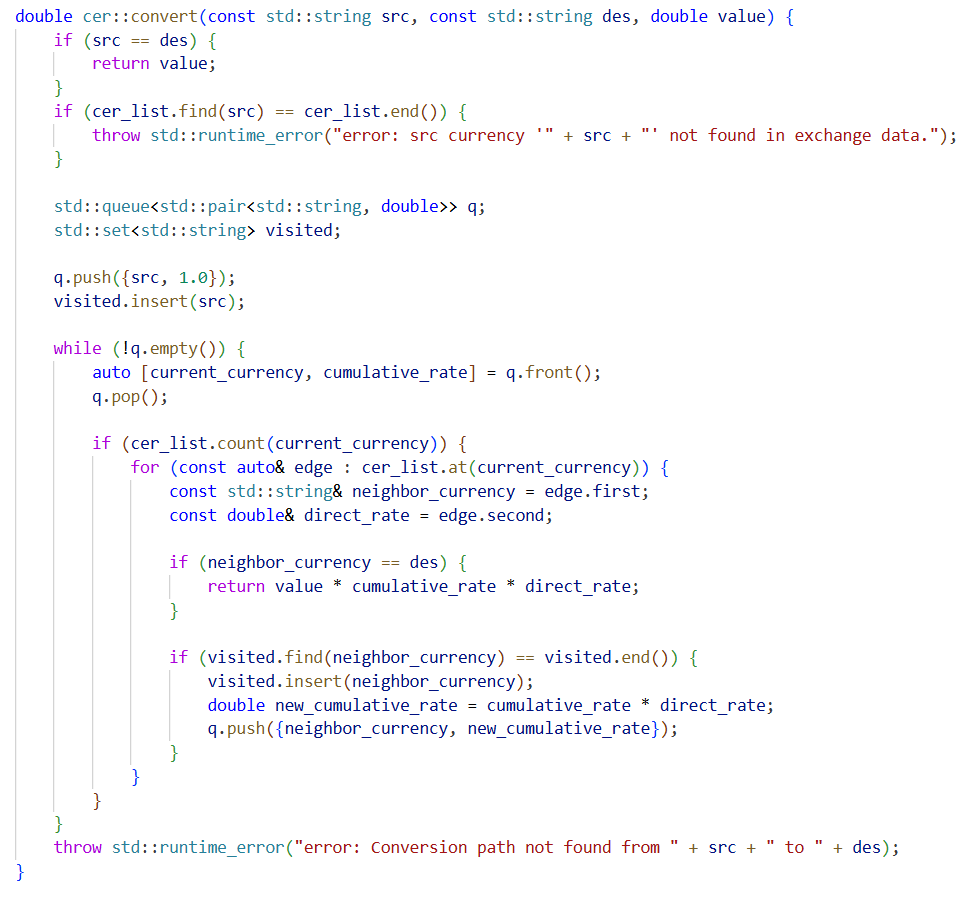 double cer::convert(const std::string src, const std::string des, double value) {
    if (src == des) {
        return value;
    }
    if (cer_list.find(src) == cer_list.end()) {
        throw std::runtime_error("error: src currency '" + src + "' not found in exchange data.");
    }

    std::queue<std::pair<std::string, double>> q;
    std::set<std::string> visited;

    q.push({src, 1.0});
    visited.insert(src);

    while (!q.empty()) {
        auto [current_currency, cumulative_rate] = q.front();
        q.pop();

        if (cer_list.count(current_currency)) {
            for (const auto& edge : cer_list.at(current_currency)) {
                const std::string& neighbor_currency = edge.first;
                const double& direct_rate = edge.second;

                if (neighbor_currency == des) {
                    return value * cumulative_rate * direct_rate;
                }

                if (visited.find(neighbor_currency) == visited.end()) {
                    visited.insert(neighbor_currency);
                    double new_cumulative_rate = cumulative_rate * direct_rate;
                    q.push({neighbor_currency, new_cumulative_rate});
                }
            }
        }
    }
    throw std::runtime_error("error: Conversion path not found from " + src + " to " + des);
}